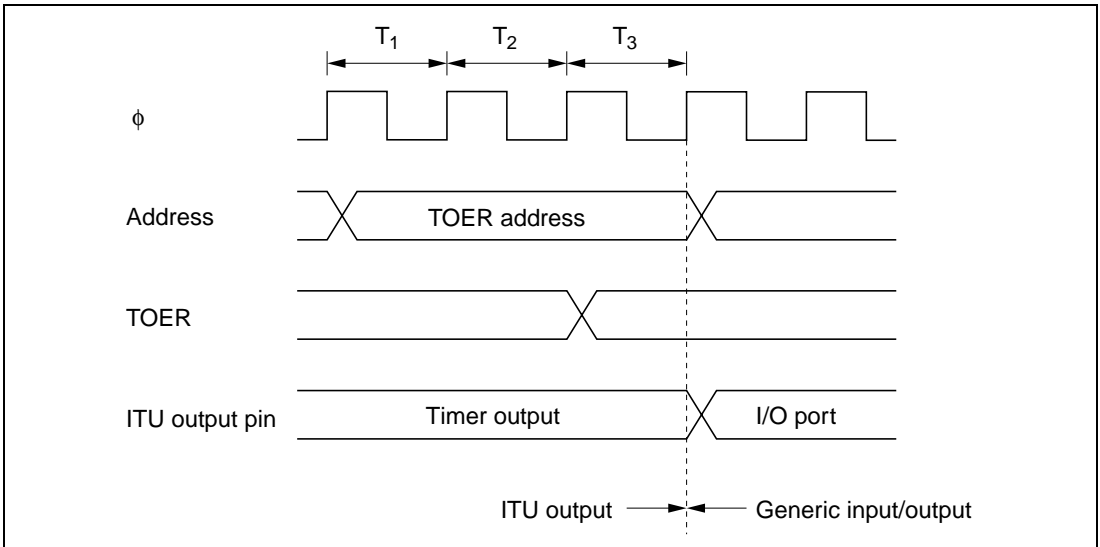 T1 T2 T3
φ
Address TOER address
TOER
ITU output pin Timer output I/O port
ITU output Generic input/output